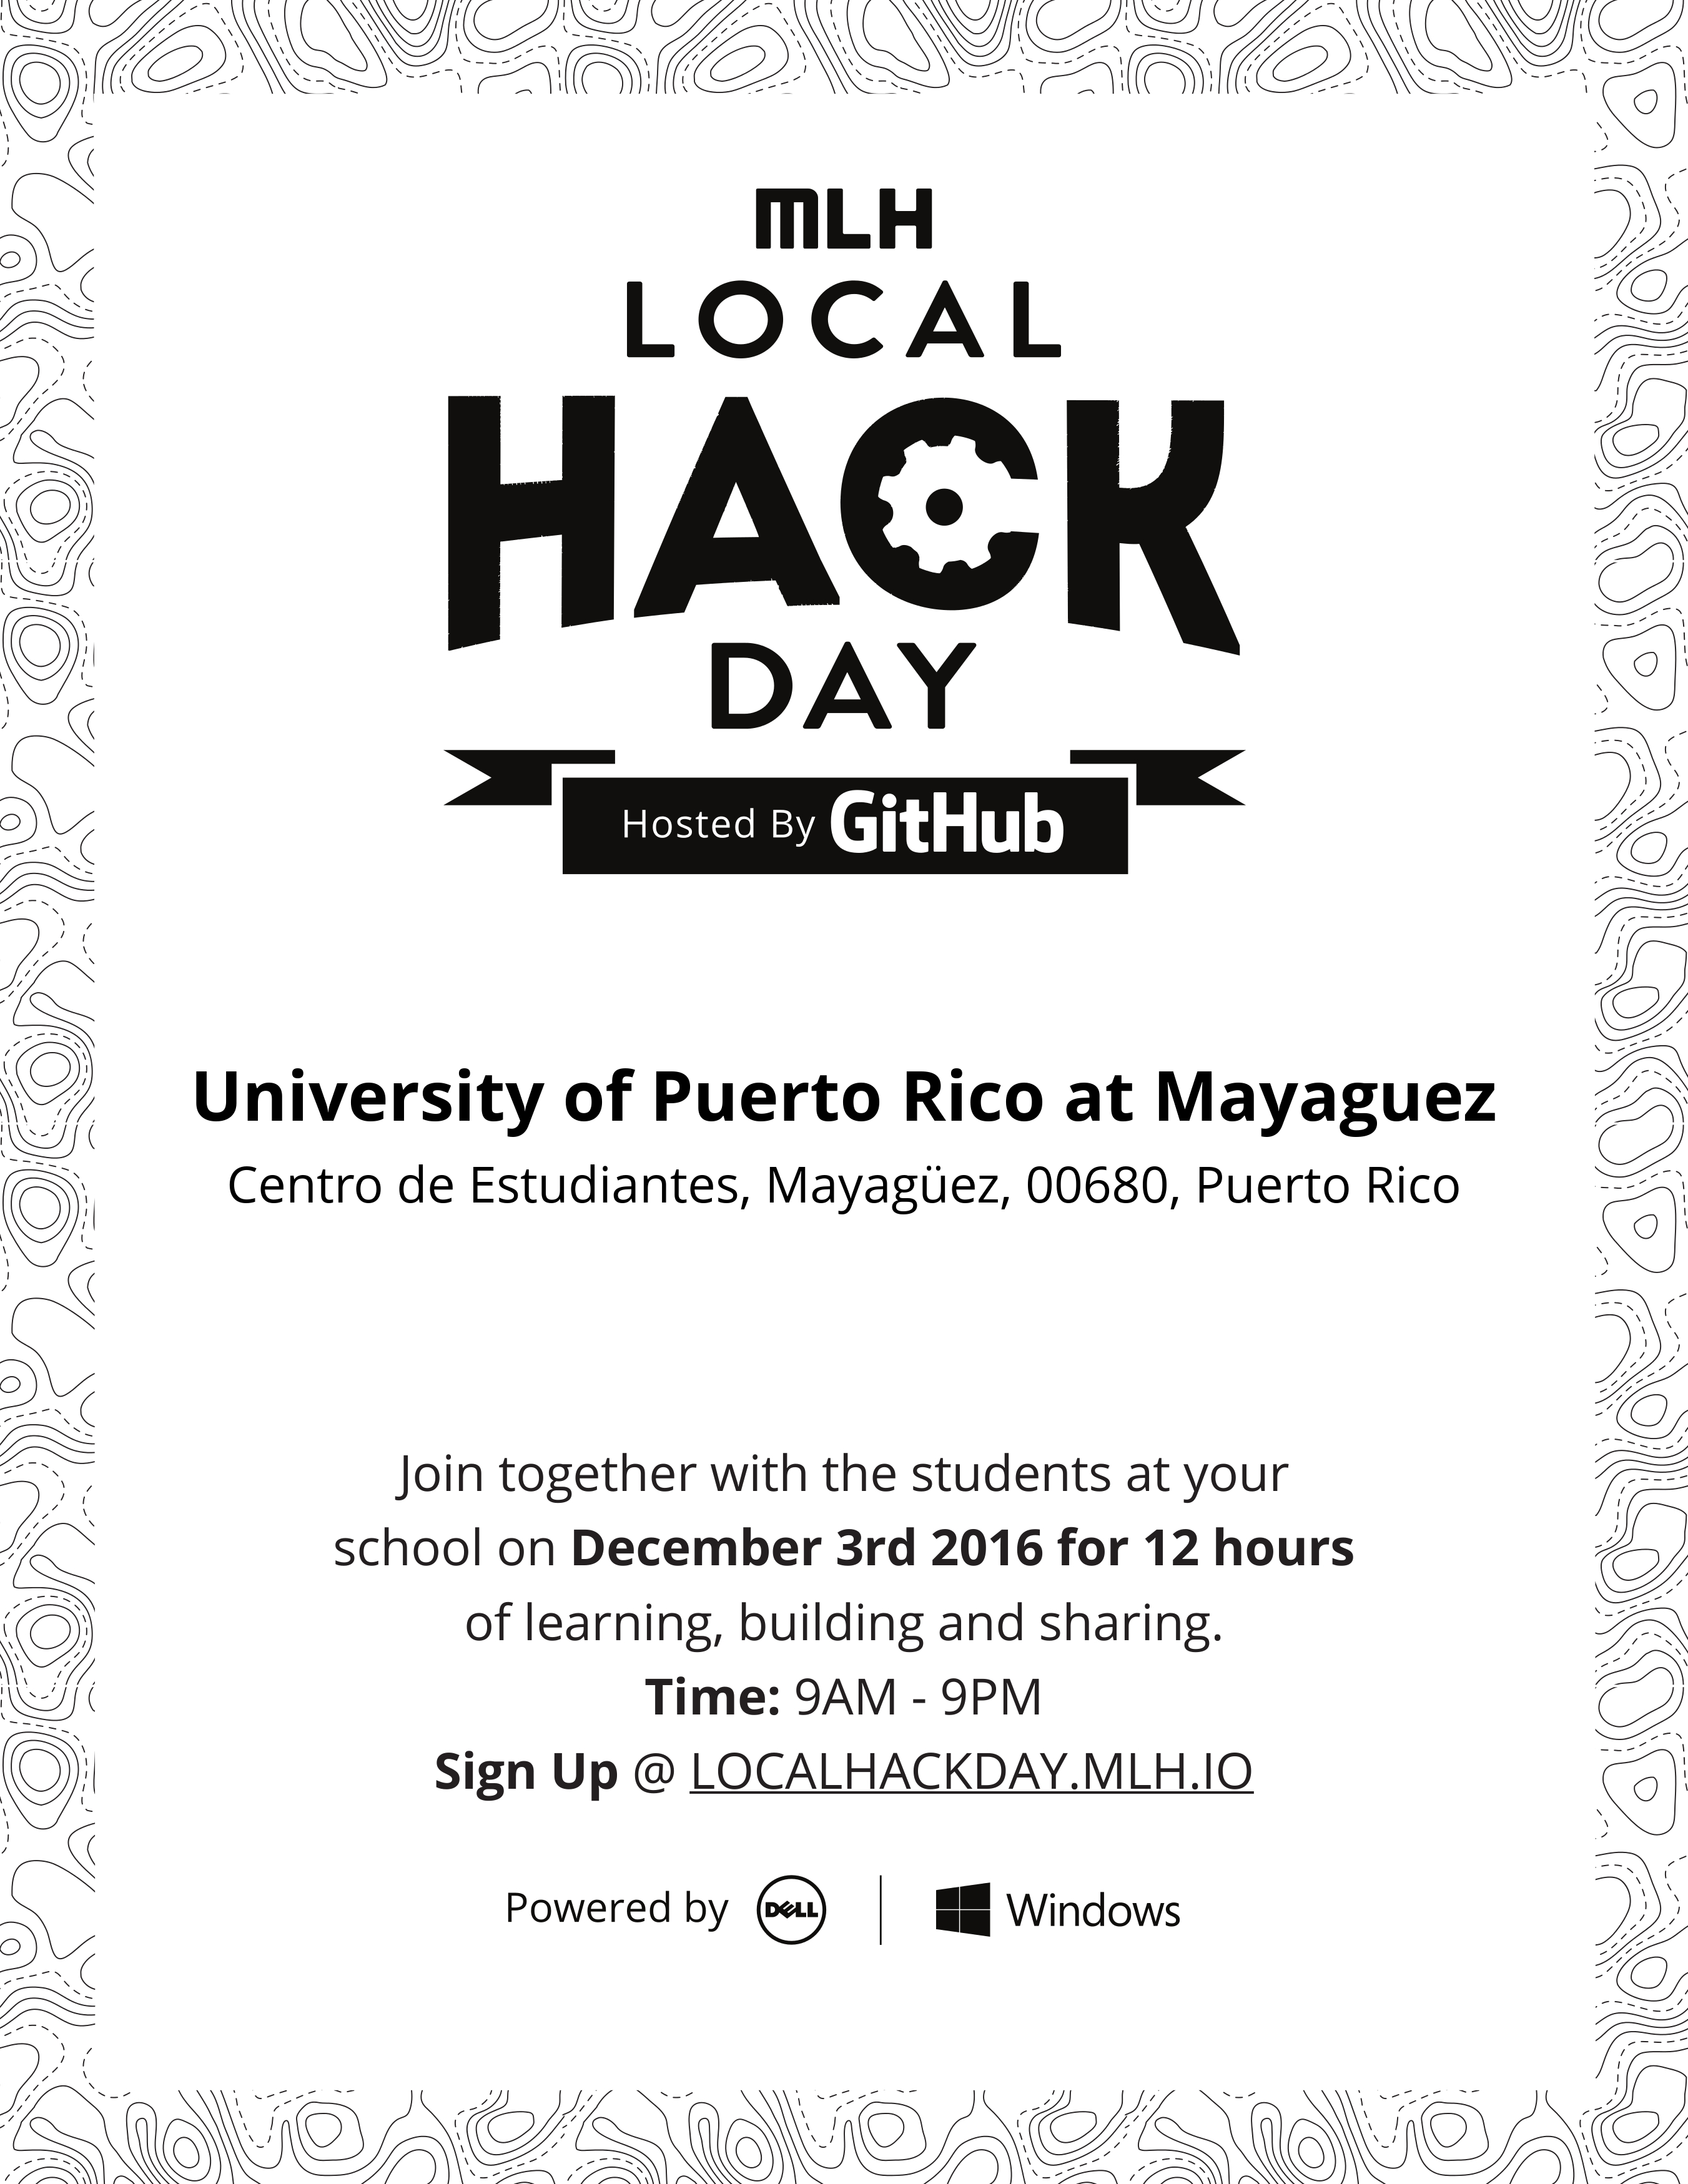 MLH
LOCAL
HACK
DAY
Hosted By GitHub
University of Puerto Rico at Mayaguez
Centro de Estudiantes, Mayagüez, 00680, Puerto Rico
Join together with the students at your
school on December 3rd 2016 for 12 hours
of learning, building and sharing.
Time: 9AM - 9PM
Sign Up @ LOCALHACKDAY.MLH.IO
Powered by DELL | Windows